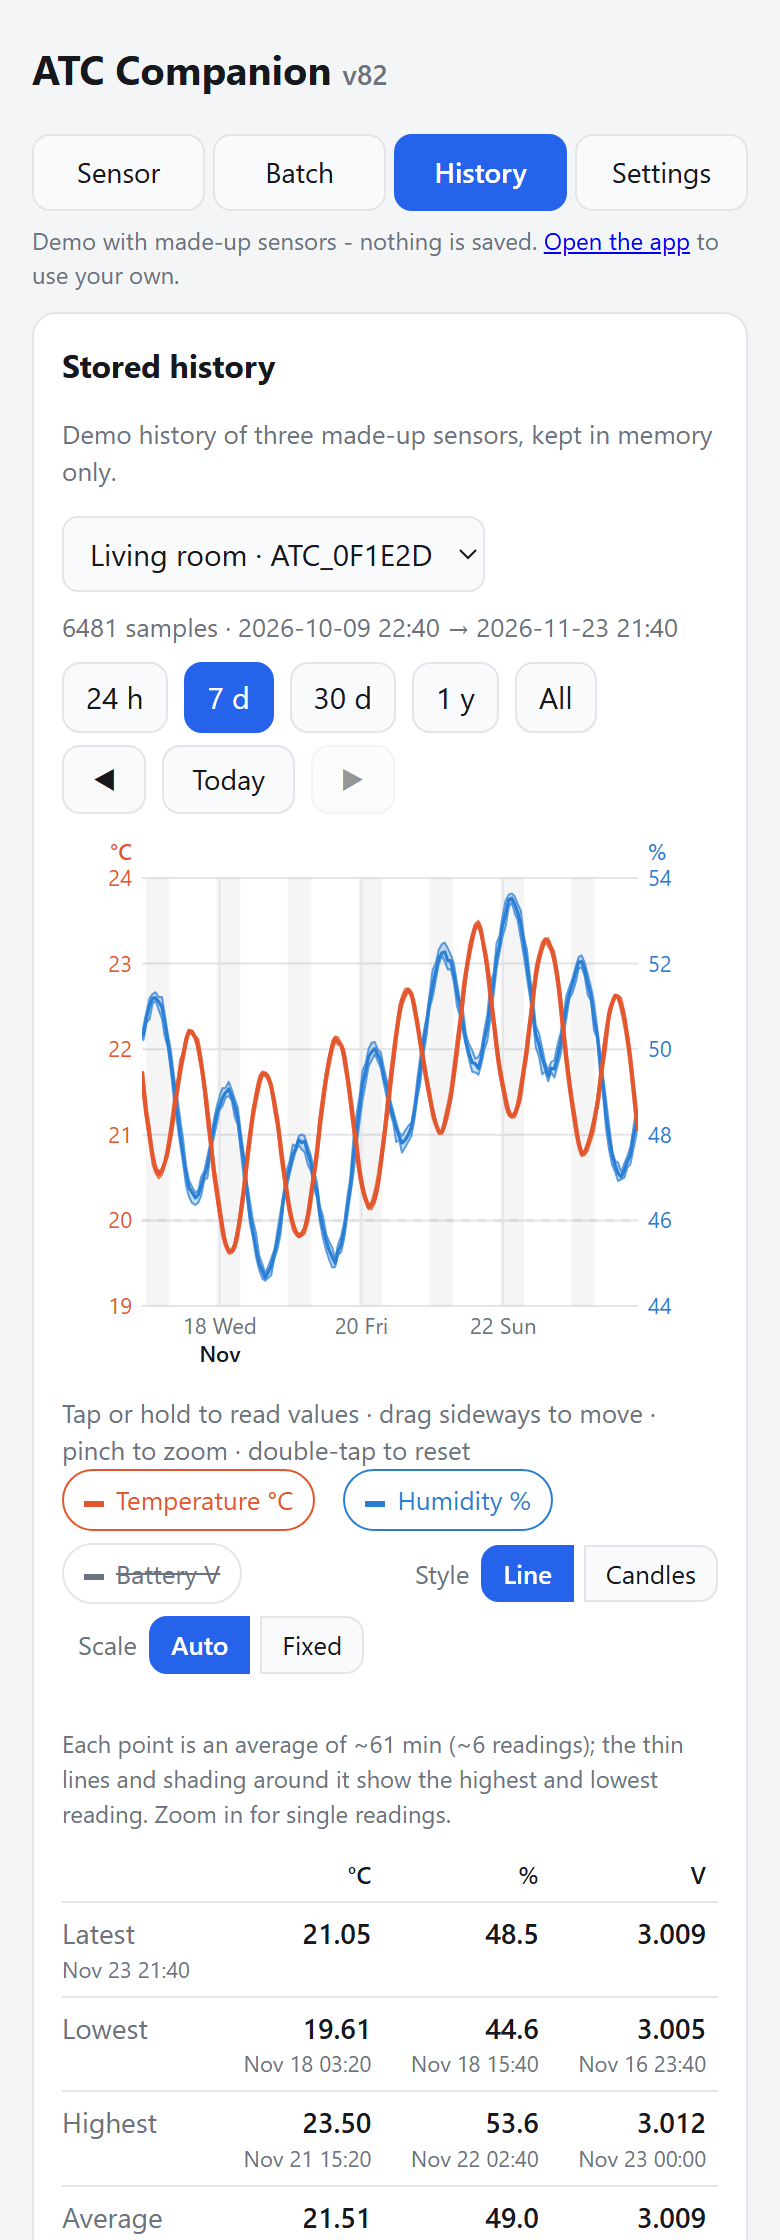 ATC Companion v82
Sensor Batch History Settings
Demo with made-up sensors - nothing is saved. Open the app to
use your own.
Stored history
Demo history of three made-up sensors, kept in memory
only.
Living room · ATC_0F1E2D
6481 samples · 2026-10-09 22:40 → 2026-11-23 21:40
24 h 7 d 30 d 1 y All
◀ Today ▶
°C %
24 54
23 52
22 50
21 48
20 46
19 44
18 Wed 20 Fri 22 Sun
Nov
Tap or hold to read values · drag sideways to move ·
pinch to zoom · double-tap to reset
Temperature °C Humidity %
Battery V Style Line Candles
Scale Auto Fixed
Each point is an average of ~61 min (~6 readings); the thin
lines and shading around it show the highest and lowest
reading. Zoom in for single readings.
°C % V
Latest 21.05 48.5 3.009
Nov 23 21:40
Lowest 19.61 44.6 3.005
Nov 18 03:20 Nov 18 15:40 Nov 16 23:40
Highest 23.50 53.6 3.012
Nov 21 15:20 Nov 22 02:40 Nov 23 00:00
Average 21.51 49.0 3.009